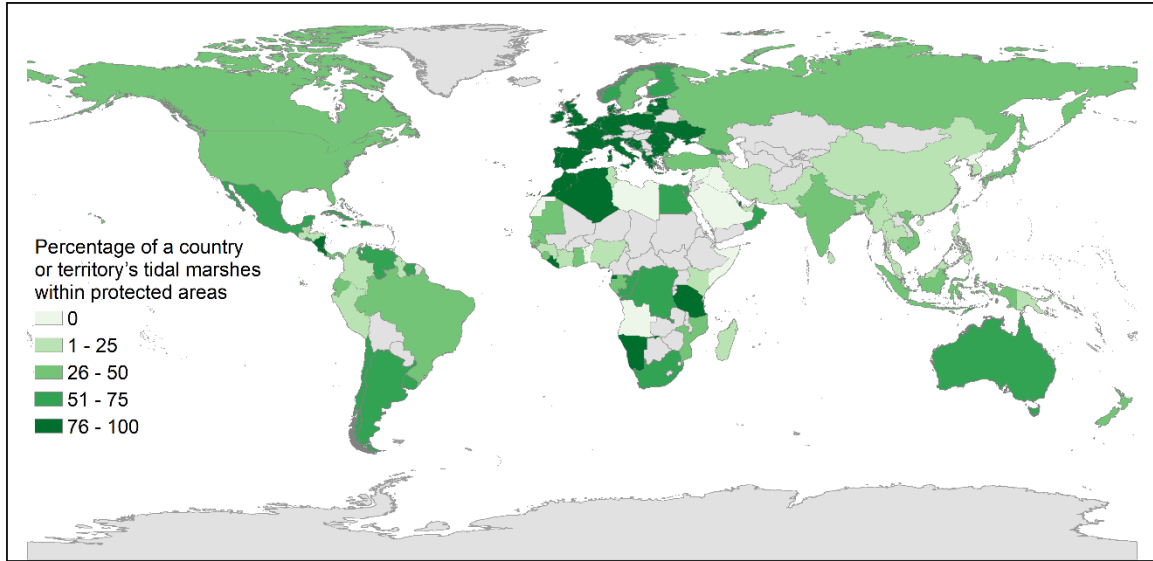 Percentage of a country
or territory's tidal marshes
within protected areas
0
1 - 25
26 - 50
51 - 75
76 - 100